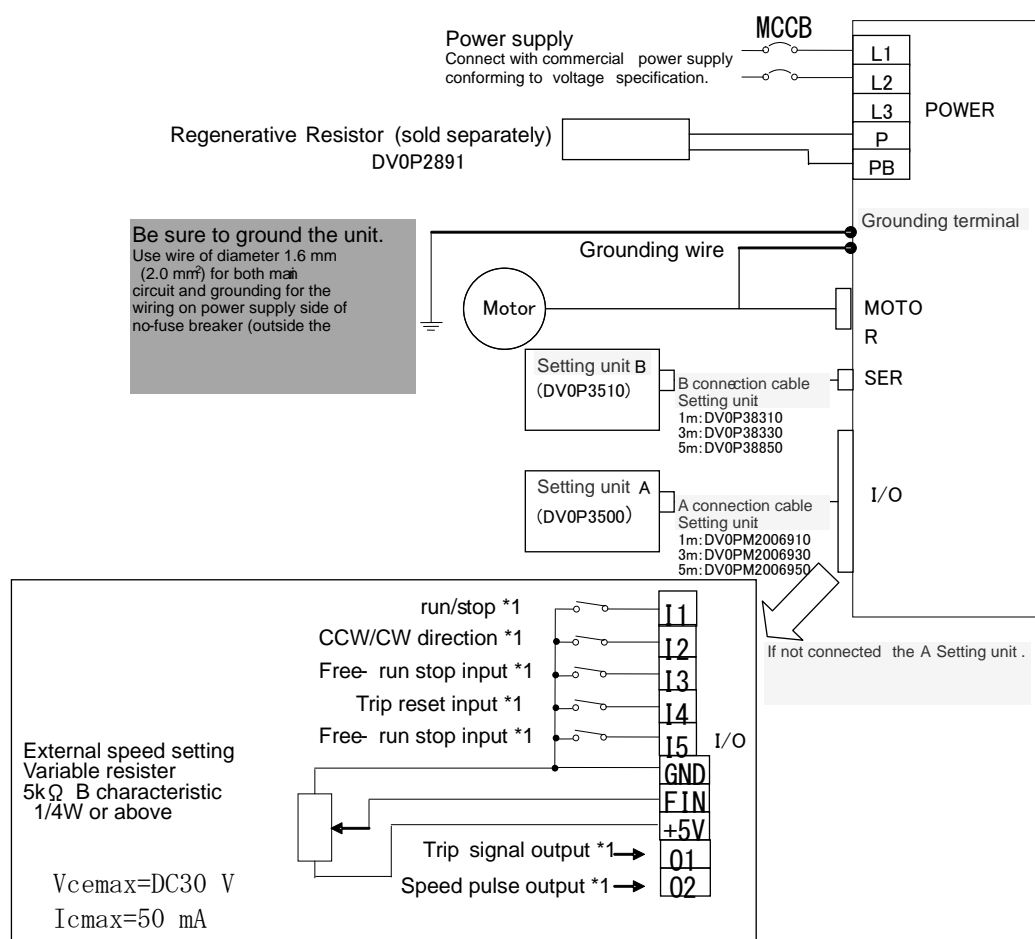 MCCB
Power supply
Connect with commercial power supply
conforming to voltage specification.
L1
L2
L3
P
PB
POWER
Regenerative Resistor (sold separately)
DV0P2891
Grounding terminal
Be sure to ground the unit.
Use wire of diameter 1.6 mm
(2.0 mm²) for both main
circuit and grounding for the
wiring on power supply side of
no-fuse breaker (outside the
Grounding wire
Motor
MOTO
R
Setting unit B
(DV0P3510)
B connection cable
Setting unit
1m:DV0P38310
3m:DV0P38330
5m:DV0P38850
SER
Setting unit A
(DV0P3500)
A connection cable
Setting unit
1m:DV0PM2006910
3m:DV0PM2006930
5m:DV0PM2006950
I/O
If not connected the A Setting unit .
run/stop *1
I1
CCW/CW direction *1
I2
Free- run stop input *1
I3
Trip reset input *1
I4
Free- run stop input *1
I5
I/O
GND
FIN
+5V
External speed setting
Variable resister
5kΩ B characteristic
1/4W or above
Trip signal output *1
O1
Speed pulse output *1
O2
Vcemax=DC30 V
Icmax=50 mA